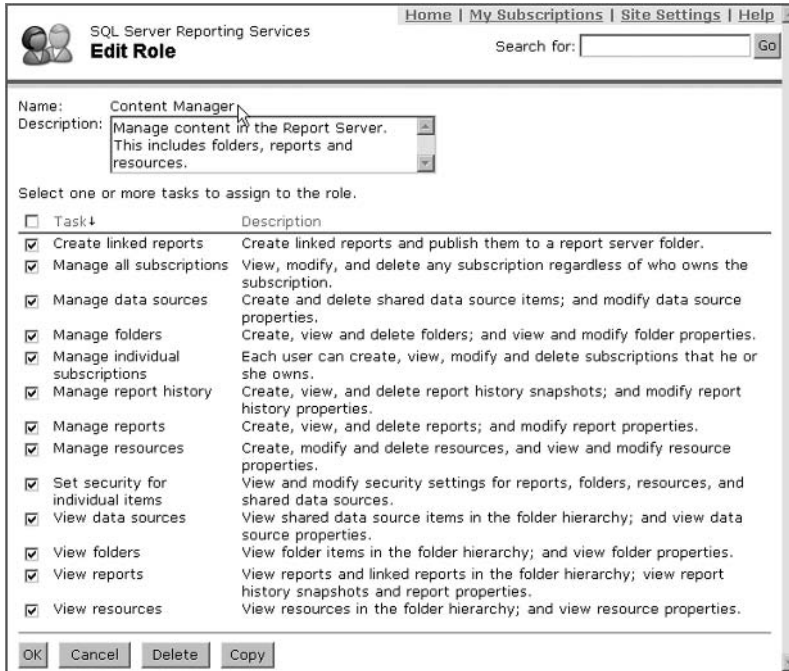 Home | My Subscriptions | Site Settings | Help
SQL Server Reporting Services
Edit Role
Search for: Go
Name: Content Manager
Description: Manage content in the Report Server.
This includes folders, reports and
resources.
Select one or more tasks to assign to the role.
Task↓ Description
Create linked reports Create linked reports and publish them to a report server folder.
Manage all subscriptions View, modify, and delete any subscription regardless of who owns the
subscription.
Manage data sources Create and delete shared data source items; and modify data source
properties.
Manage folders Create, view and delete folders; and view and modify folder properties.
Manage individual Each user can create, view, modify and delete subscriptions that he or
subscriptions she owns.
Manage report history Create, view, and delete report history snapshots; and modify report
history properties.
Manage reports Create, view, and delete reports; and modify report properties.
Manage resources Create, modify and delete resources, and view and modify resource
properties.
Set security for View and modify security settings for reports, folders, resources, and
individual items shared data sources.
View data sources View shared data source items in the folder hierarchy; and view data
source properties.
View folders View folder items in the folder hierarchy; and view folder properties.
View reports View reports and linked reports in the folder hierarchy; view report
history snapshots and report properties.
View resources View resources in the folder hierarchy; and view resource properties.
OK Cancel Delete Copy